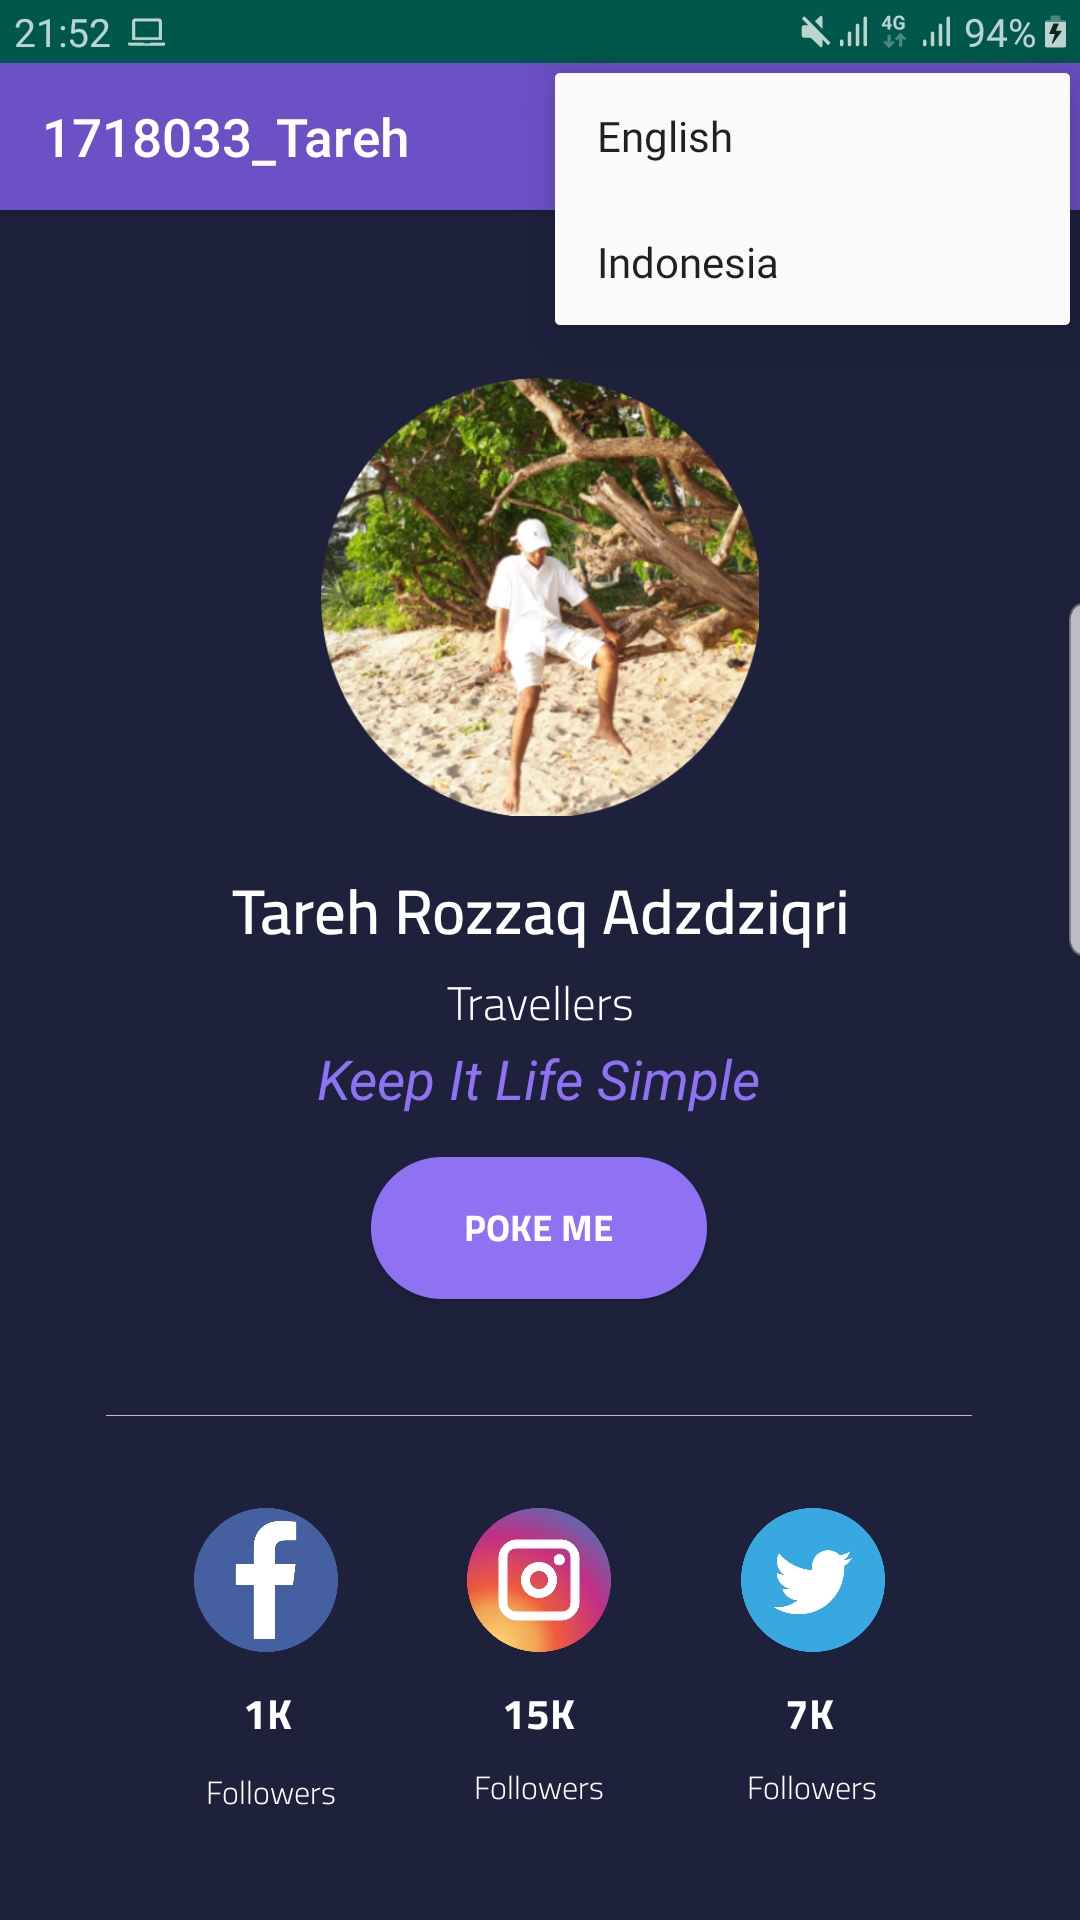 21:52
4G
94%
1718033_Tareh
English
Indonesia
Tareh Rozzaq Adzdziqri
Travellers
Keep It Life Simple
POKE ME
1K 15K 7K
Followers Followers Followers